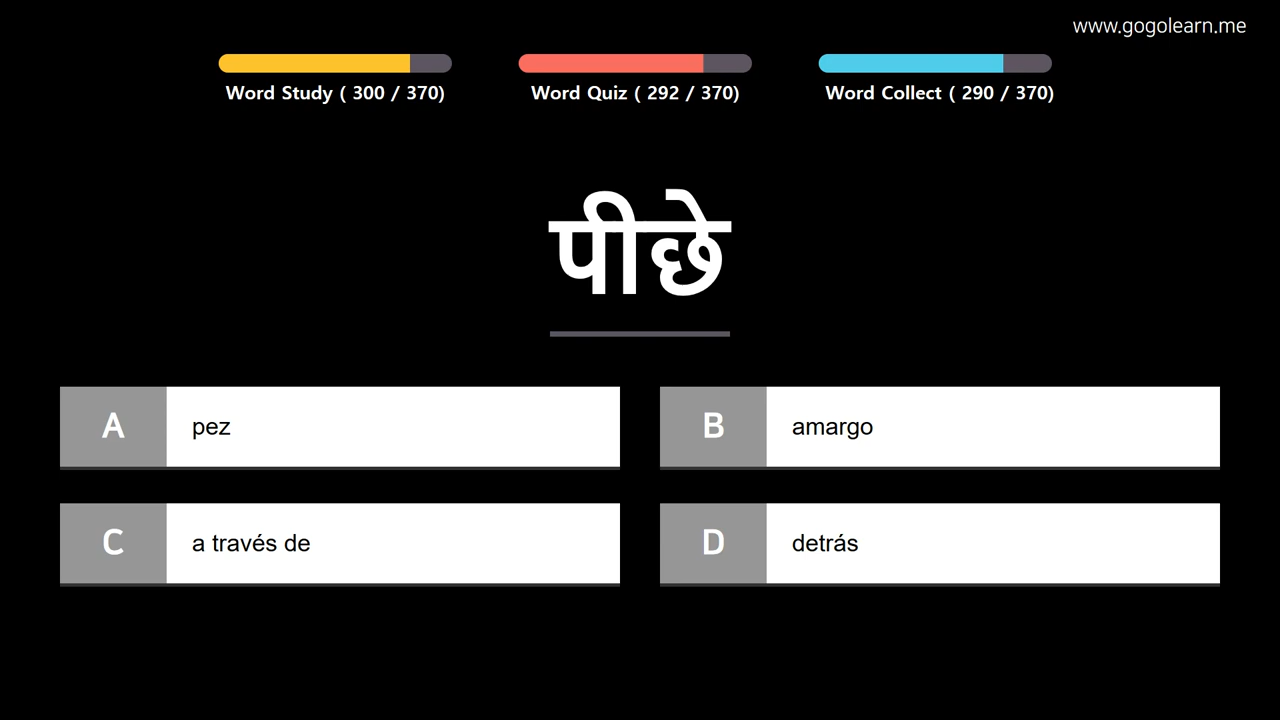 www.gogolearn.me
Word Study ( 300 / 370)
Word Quiz ( 292 / 370)
Word Collect ( 290 / 370)
पीछे
A pez
B amargo
C a través de
D detrás